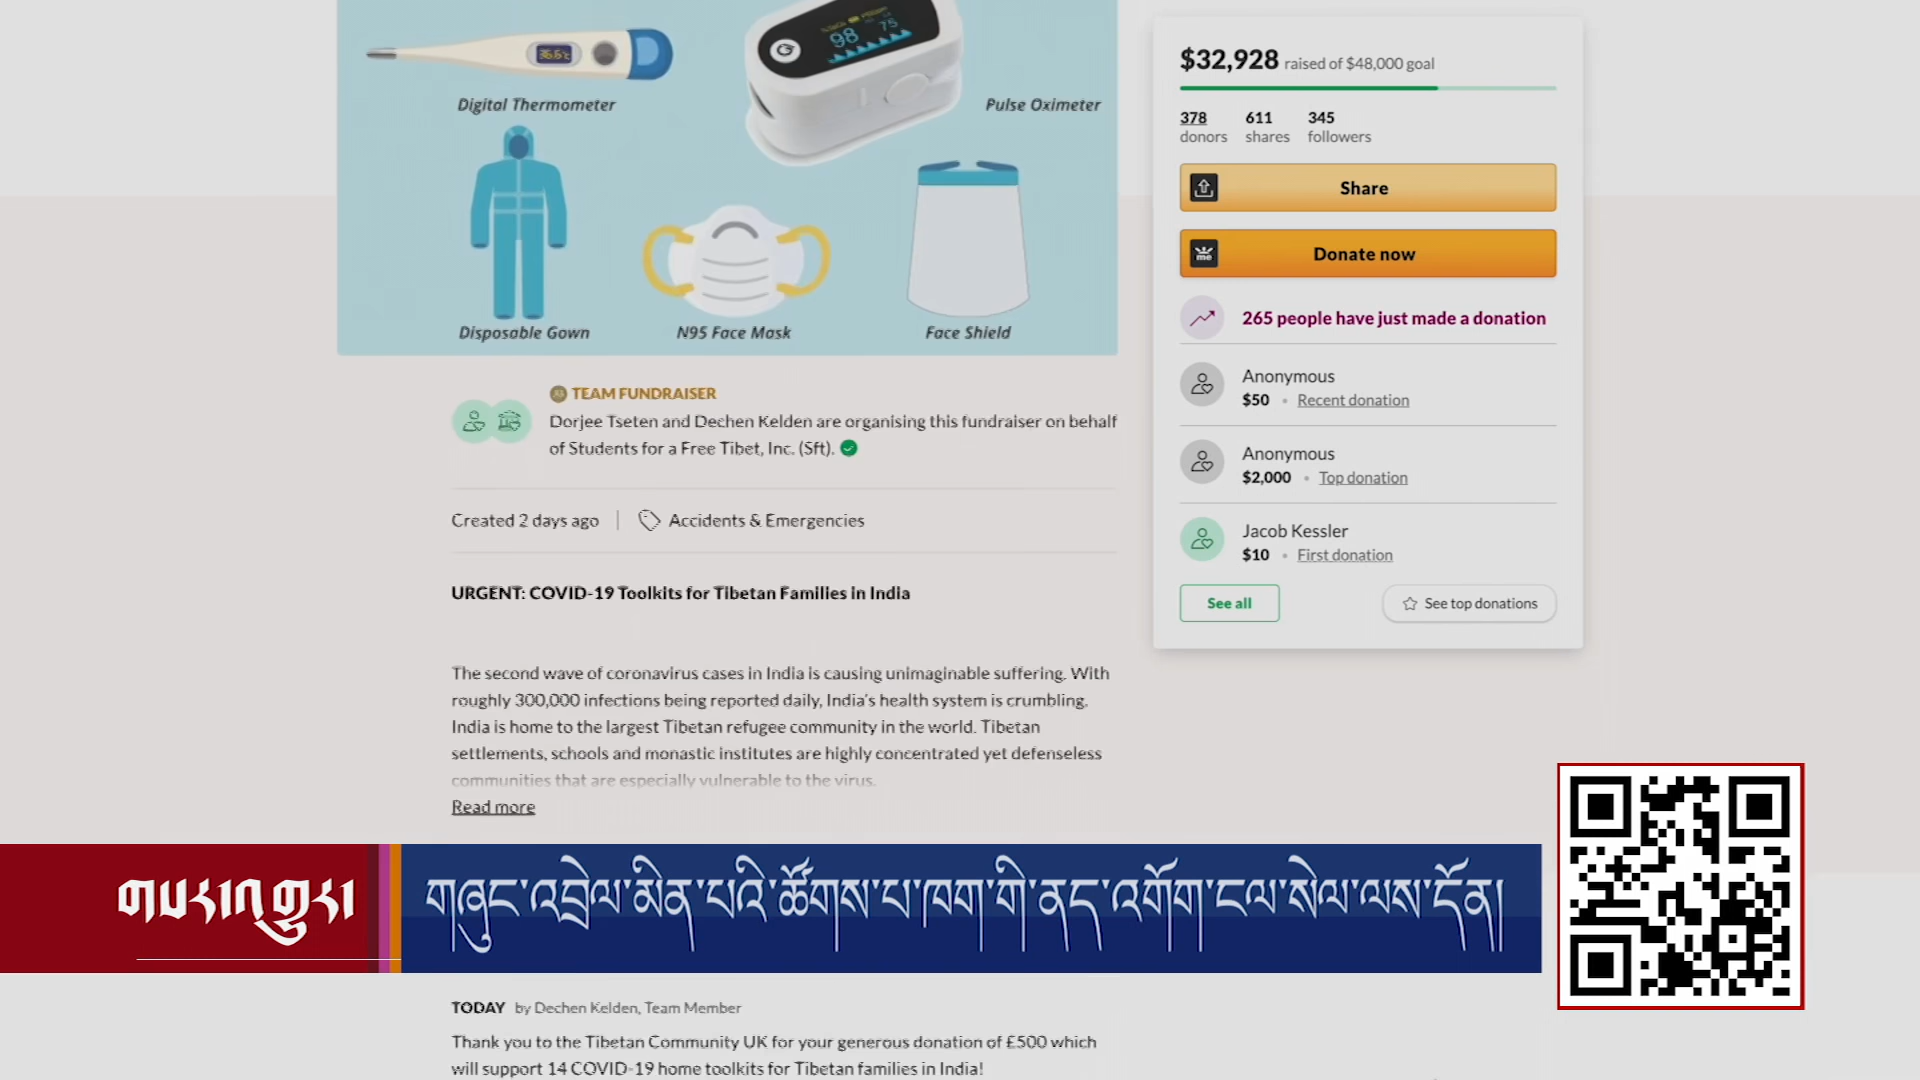 36.6°c
98
75
Digital Thermometer
Pulse Oximeter
Disposable Gown
N95 Face Mask
Face Shield
TEAM FUNDRAISER
Dorjee Tseten and Dechen Kelden are organising this fundraiser on behalf
of Students for a Free Tibet, Inc. (Sft).
Created 2 days ago
Accidents & Emergencies
URGENT: COVID-19 Toolkits for Tibetan Families in India
The second wave of coronavirus cases in India is causing unimaginable suffering. With
roughly 300,000 infections being reported daily, India's health system is crumbling.
India is home to the largest Tibetan refugee community in the world. Tibetan
settlements, schools and monastic institutes are highly concentrated yet defenseless
communities that are especially vulnerable to the virus.
Read more
$32,928 raised of $48,000 goal
378 donors
611 shares
345 followers
Share
me
Donate now
265 people have just made a donation
Anonymous
$50 • Recent donation
Anonymous
$2,000 • Top donation
Jacob Kessler
$10 • First donation
See all
See top donations
གསར་འགྱུར།
གཞུང་འབྲེལ་མིན་པའི་ཚོགས་པ་ཁག་གི་ནད་འགོག་ངལ་སེལ་ལས་དོན།
TODAY by Dechen Kelden, Team Member
Thank you to the Tibetan Community UK for your generous donation of £500 which
will support 14 COVID-19 home toolkits for Tibetan families in India!